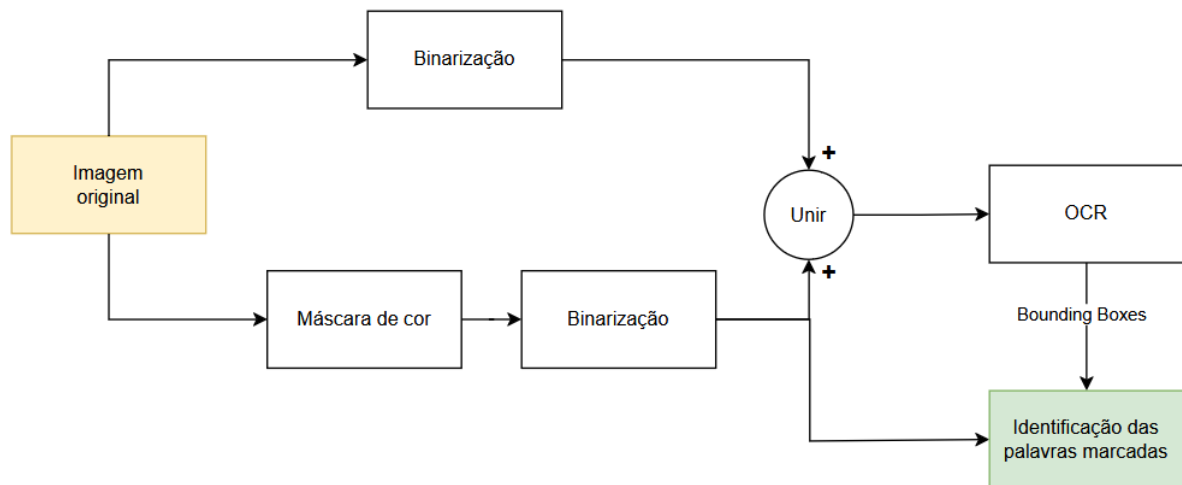 Binarização
Imagem
original
+
Unir
OCR
+
Máscara de cor
-
Binarização
Bounding Boxes
Identificação das
palavras marcadas